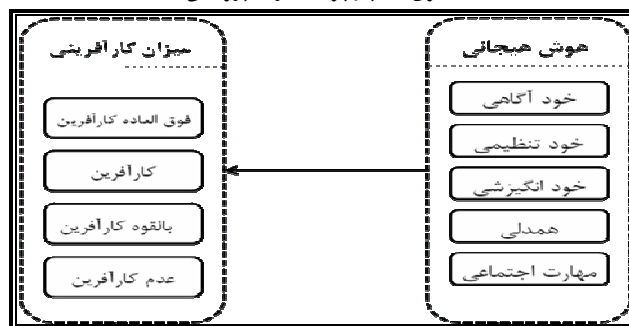 هوش هیجانی
خود آگاهی
خود تنظیمی
خود انگیزشی
همدلی
مهارت اجتماعی
میزان کارآفرینی
فوق العاده کارآفرین
کارآفرین
بالقوه کارآفرین
عدم کارآفرین